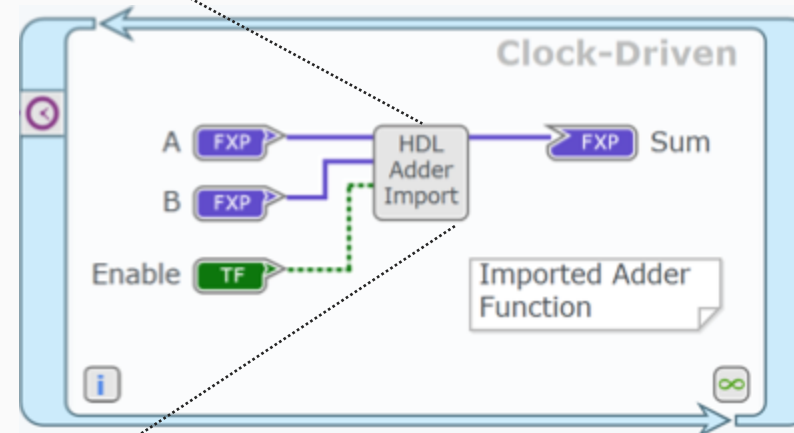 Clock-Driven
A FXP
HDL
Adder
Import
FXP Sum
B FXP
Enable TF
Imported Adder
Function
i
∞